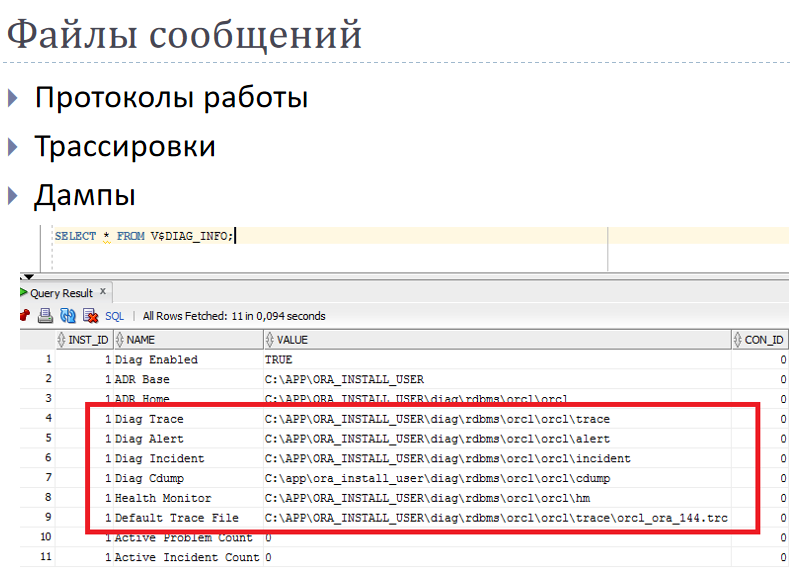 Файлы сообщений
Протоколы работы
Трассировки
Дампы
SELECT * FROM V$DIAG_INFO;
Query Result x
SQL | All Rows Fetched: 11 in 0,094 seconds
INST_ID NAME VALUE CON_ID
1 1 Diag Enabled TRUE 0
2 1 ADR Base C:\APP\ORA_INSTALL_USER 0
3 1 ADR Home C:\APP\ORA_INSTALL_USER\diag\rdbms\orcl\orcl 0
4 1 Diag Trace C:\APP\ORA_INSTALL_USER\diag\rdbms\orcl\orcl\trace 0
5 1 Diag Alert C:\APP\ORA_INSTALL_USER\diag\rdbms\orcl\orcl\alert 0
6 1 Diag Incident C:\APP\ORA_INSTALL_USER\diag\rdbms\orcl\orcl\incident 0
7 1 Diag Cdump C:\app\ora_install_user\diag\rdbms\orcl\orcl\cdump 0
8 1 Health Monitor C:\APP\ORA_INSTALL_USER\diag\rdbms\orcl\orcl\hm 0
9 1 Default Trace File C:\APP\ORA_INSTALL_USER\diag\rdbms\orcl\orcl\trace\orcl_ora_144.trc 0
10 1 Active Problem Count 0 0
11 1 Active Incident Count 0 0